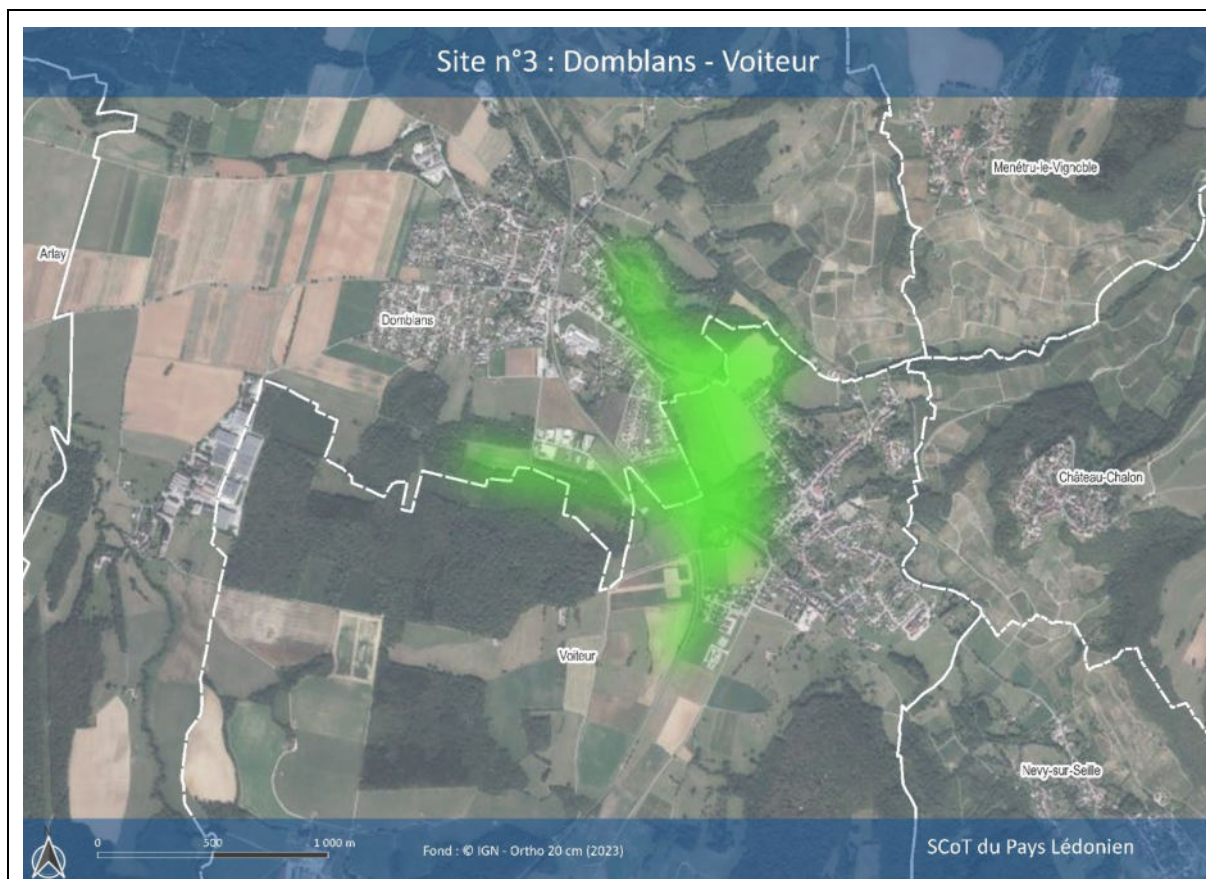 Site n°3 : Domblans - Voiteur
Menétru-le-Vignoble
Arlay
Domblans
Château-Chalon
Voiteur
Nevy-sur-Seille
0 500 1 000 m
Fond : © IGN - Ortho 20 cm (2023)
SCoT du Pays Lédonien